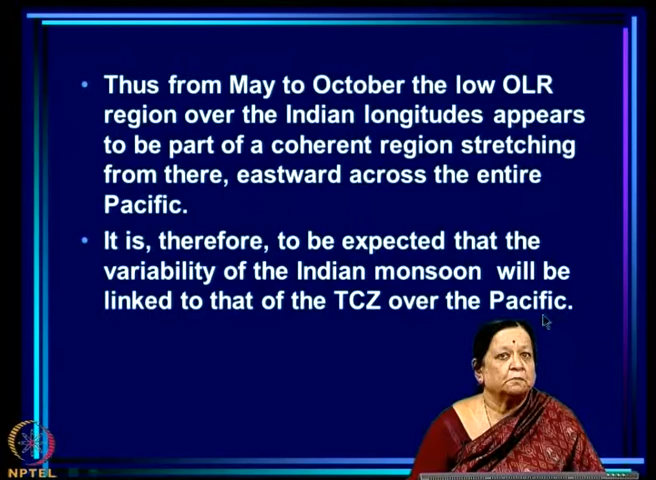 Thus from May to October the low OLR
region over the Indian longitudes appears
to be part of a coherent region stretching
from there, eastward across the entire
Pacific.
It is, therefore, to be expected that the
variability of the Indian monsoon will be
linked to that of the TCZ over the Pacific.
NPTEL